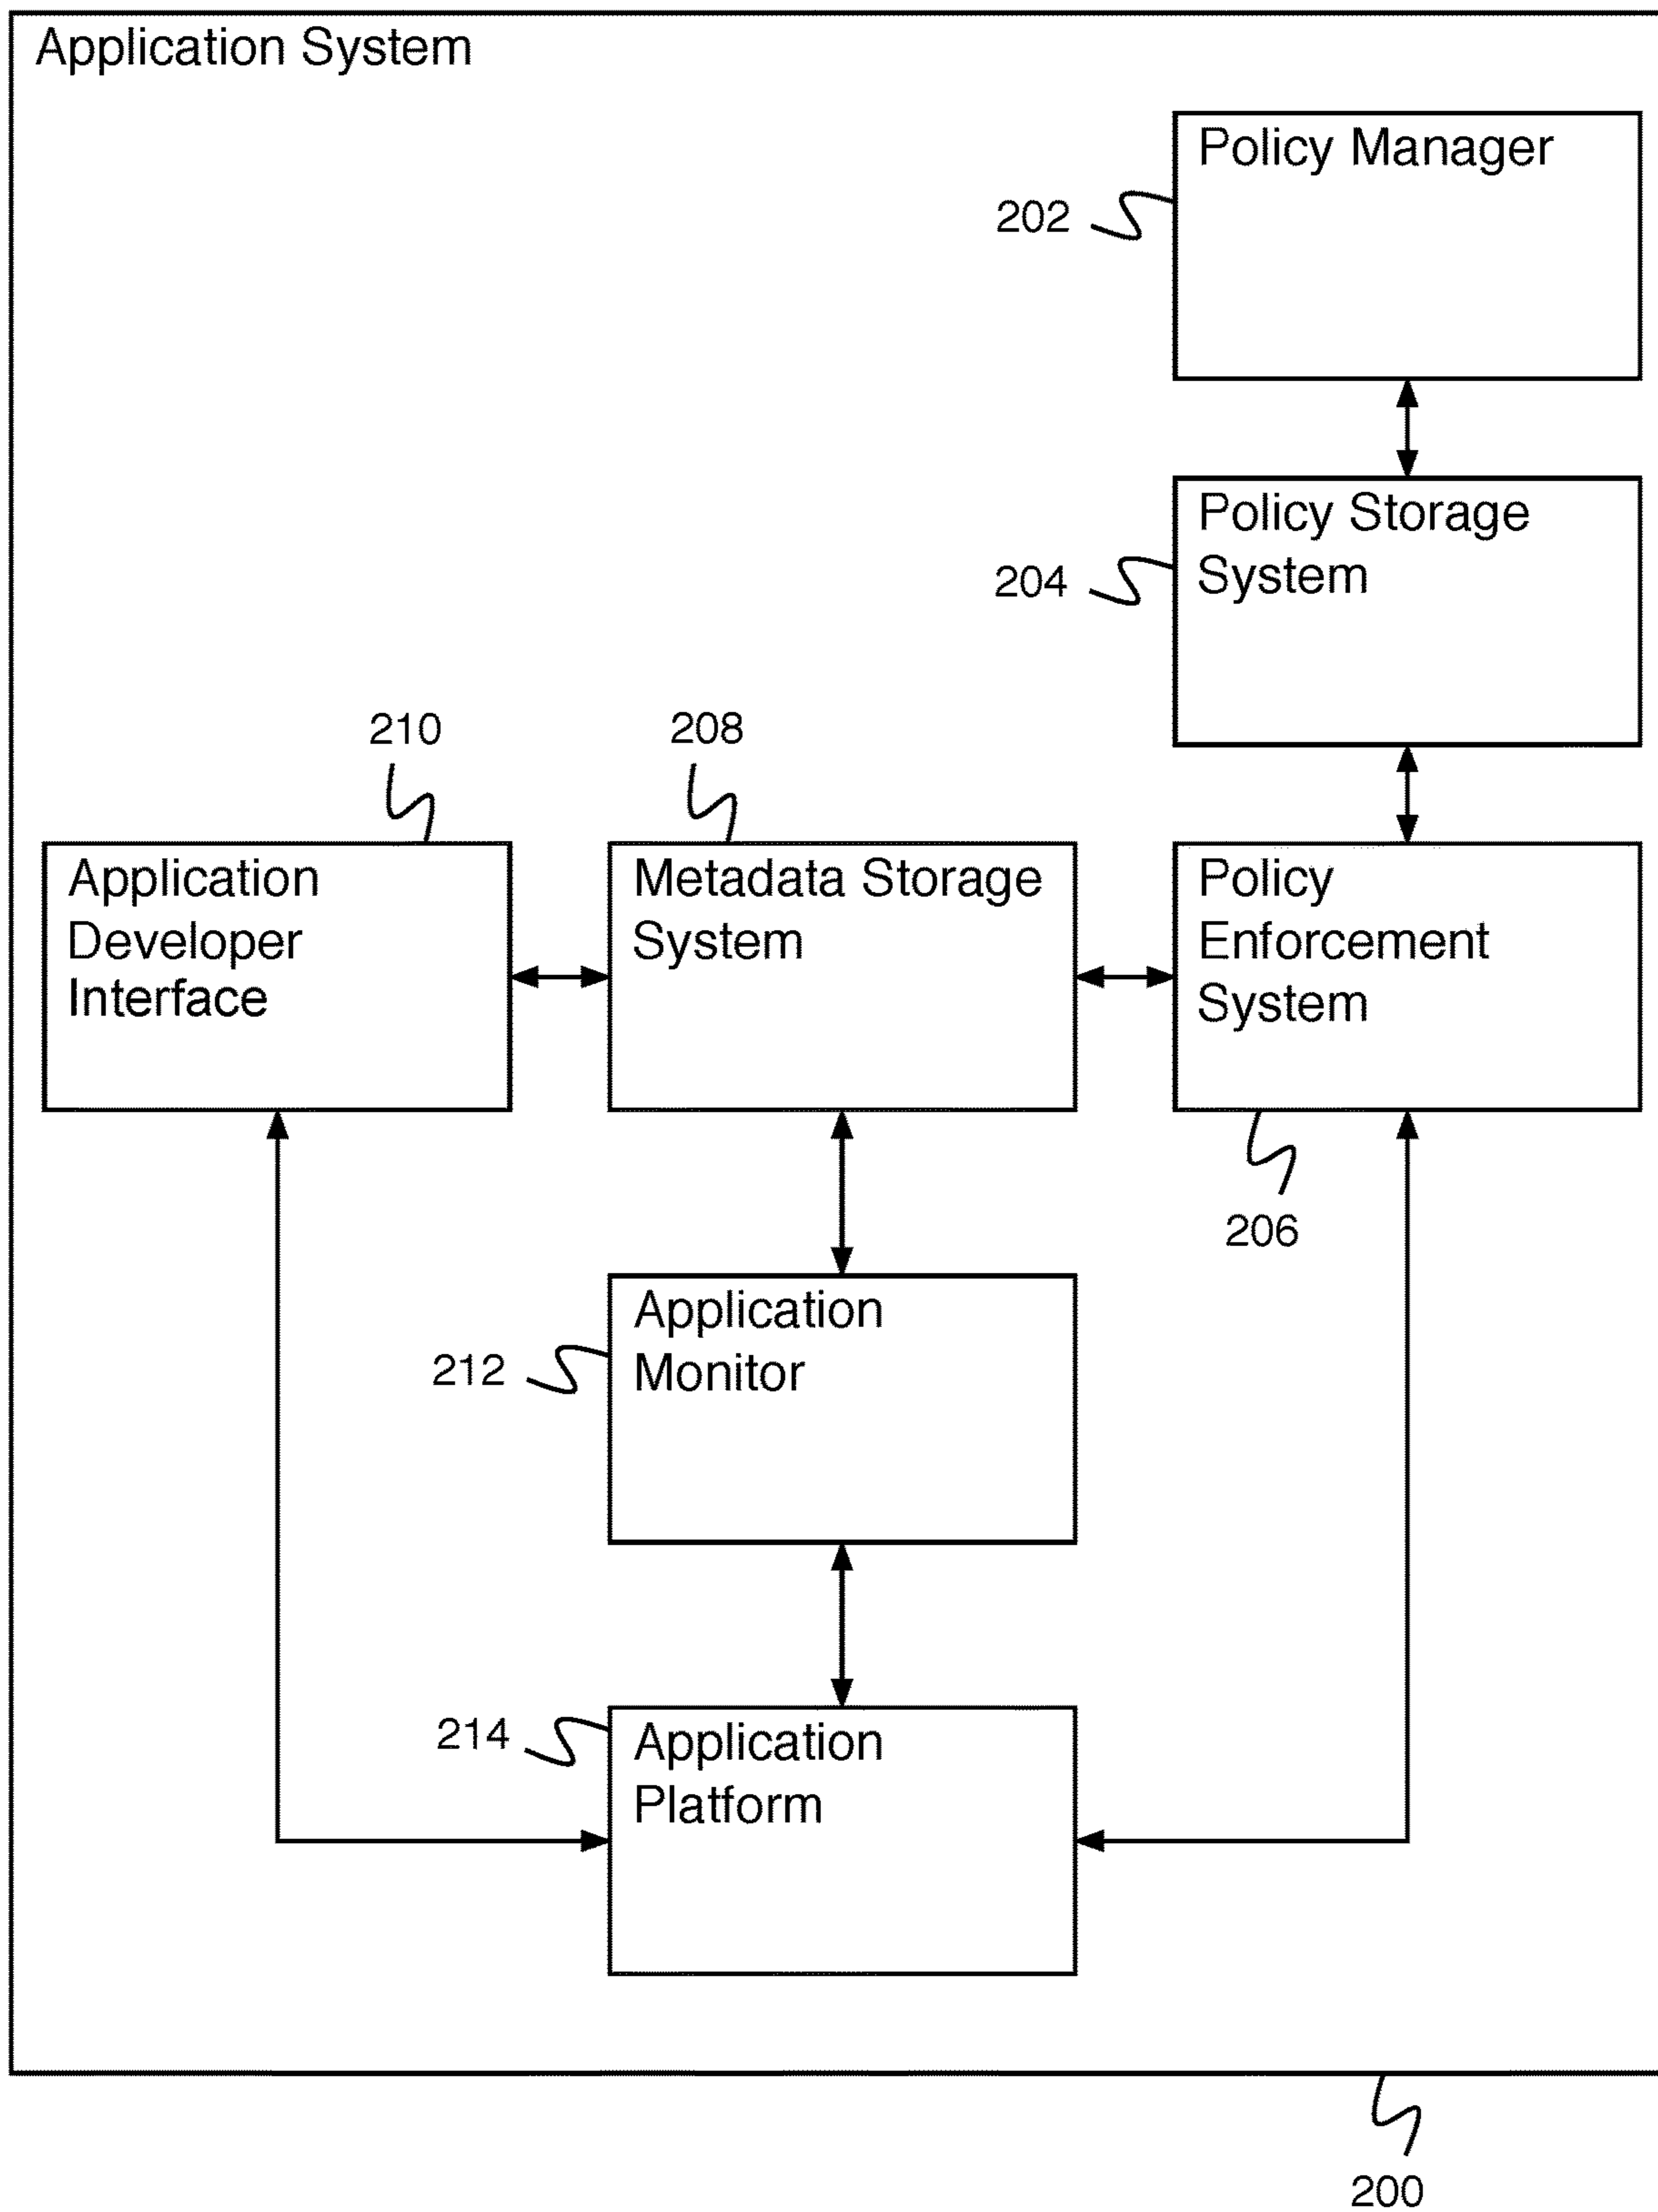 Application System
Policy Manager
202
Policy Storage
System
204
210
208
Application
Developer
Interface
Metadata Storage
System
Policy
Enforcement
System
206
Application
Monitor
212
214
Application
Platform
200